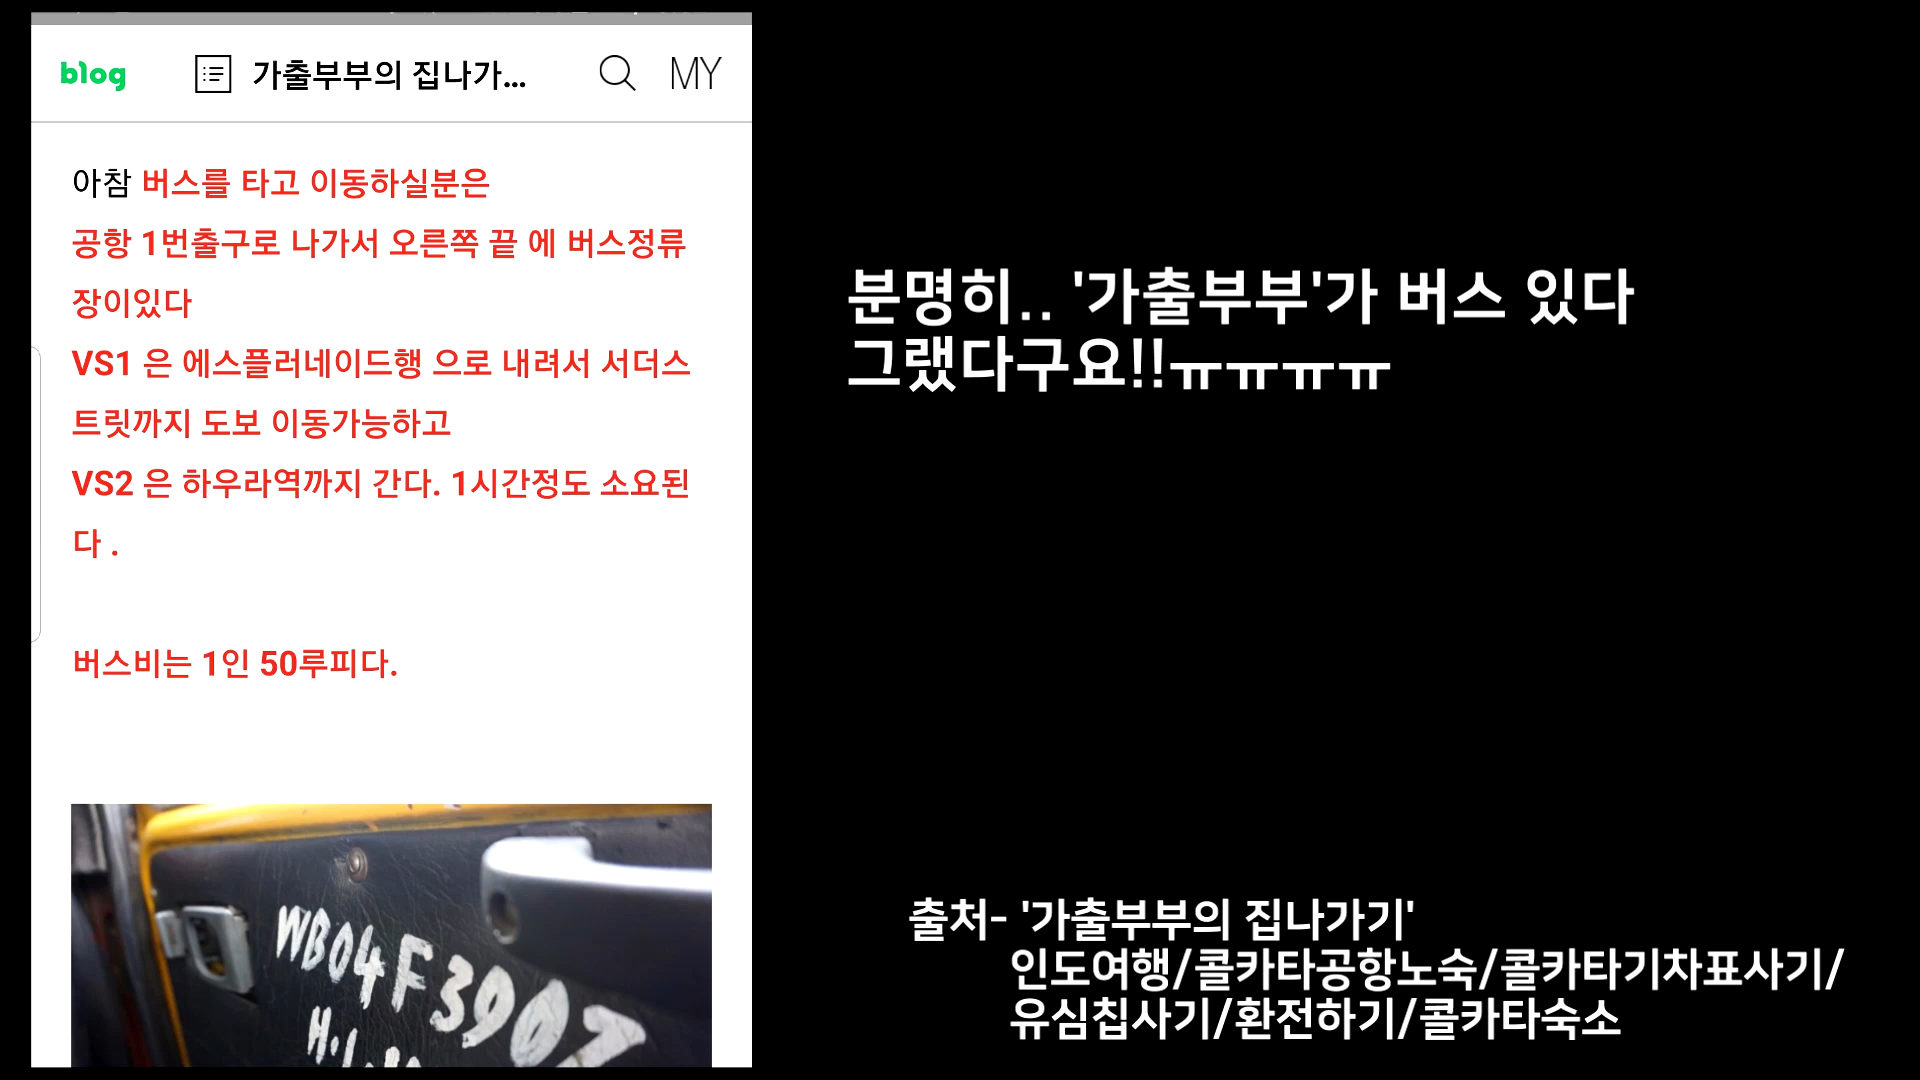 blog
가출부부의 집나가...
MY
아참 버스를 타고 이동하실분은
공항 1번출구로 나가서 오른쪽 끝 에 버스정류
장이있다
VS1 은 에스플러네이드행 으로 내려서 서더스
트릿까지 도보 이동가능하고
VS2 은 하우라역까지 간다. 1시간정도 소요된
다 .
버스비는 1인 50루피다.
WB04F3907
분명히.. '가출부부'가 버스 있다
그랬다구요!!ㅠㅠㅠㅠ
출처- '가출부부의 집나가기'
인도여행/콜카타공항노숙/콜카타기차표사기/
유심칩사기/환전하기/콜카타숙소